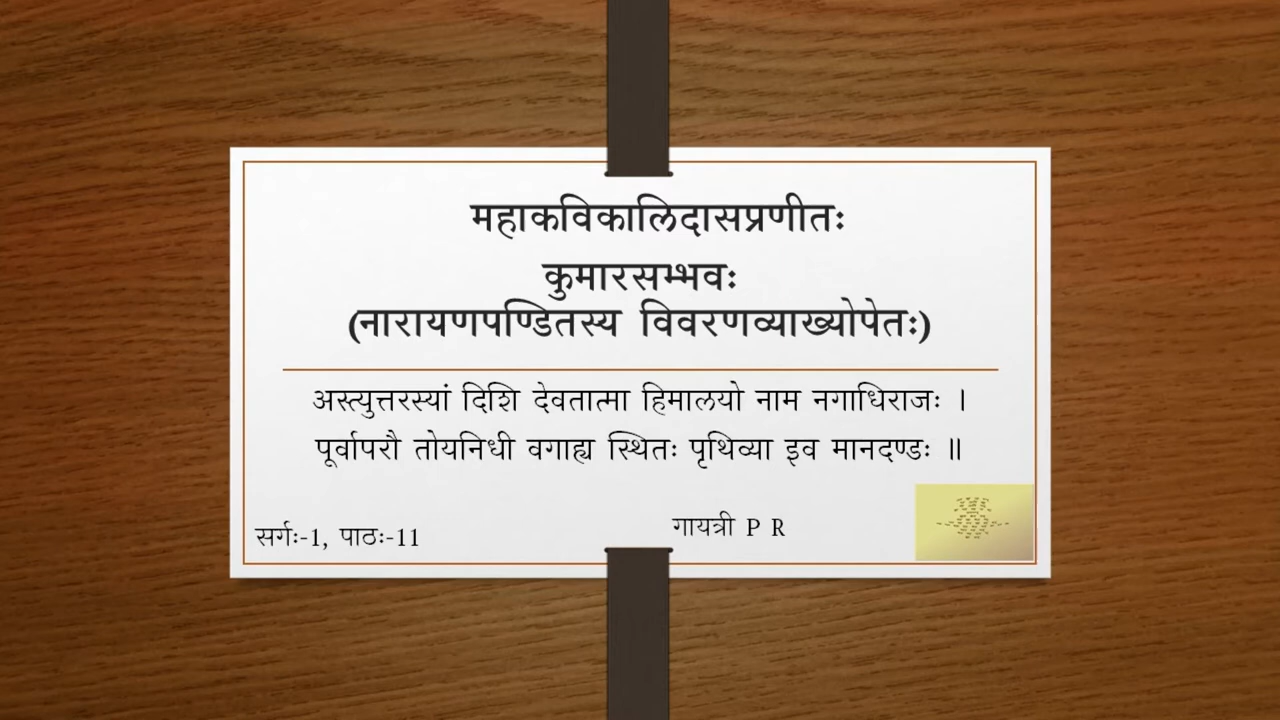 महाकविकालिदासप्रणीतः
कुमारसम्भवः
(नारायणपण्डितस्य विवरणव्याख्योपेतः)
अस्त्युत्तरस्यां दिशि देवतात्मा हिमालयो नाम नगाधिराजः ।
पूर्वापरौ तोयनिधी वगाह्य स्थितः पृथिव्या इव मानदण्डः ॥
सर्गः-1, पाठः-11
गायत्री P R